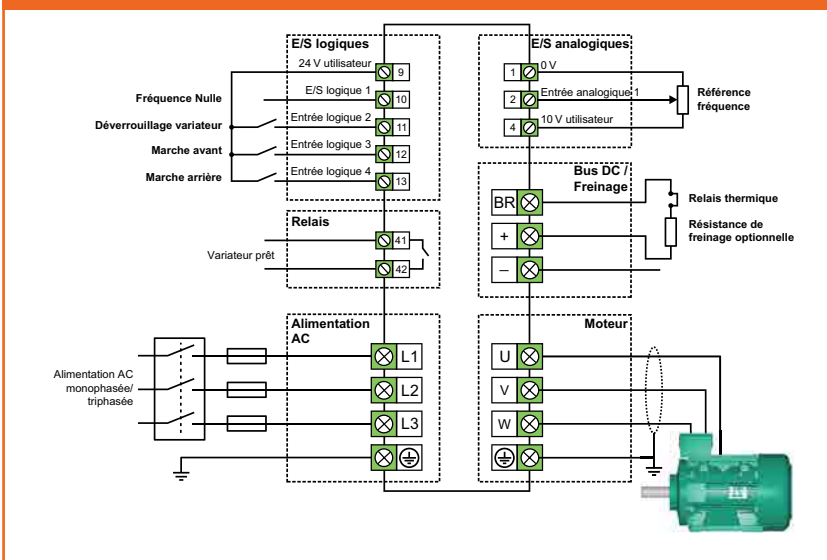 E/S logiques
24 V utilisateur
9
Fréquence Nulle
E/S logique 1
10
Déverrouillage variateur
Entrée logique 2
11
Marche avant
Entrée logique 3
12
Marche arrière
Entrée logique 4
13
E/S analogiques
1
0 V
2
Entrée analogique 1
4
10 V utilisateur
Référence
fréquence
Relais
Variateur prêt
41
42
Bus DC /
Freinage
BR
+
–
Relais thermique
Résistance de
freinage optionnelle
Alimentation
AC
Alimentation AC
monophasée/
triphasée
L1
L2
L3
Moteur
U
V
W